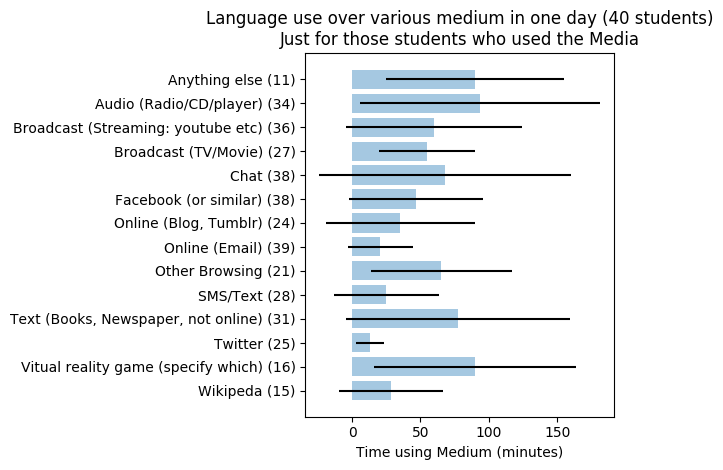 Language use over various medium in one day (40 students)
Just for those students who used the Media
Anything else (11)
Audio (Radio/CD/player) (34)
Broadcast (Streaming: youtube etc) (36)
Broadcast (TV/Movie) (27)
Chat (38)
Facebook (or similar) (38)
Online (Blog, Tumblr) (24)
Online (Email) (39)
Other Browsing (21)
SMS/Text (28)
Text (Books, Newspaper, not online) (31)
Twitter (25)
Vitual reality game (specify which) (16)
Wikipeda (15)
0 50 100 150
Time using Medium (minutes)